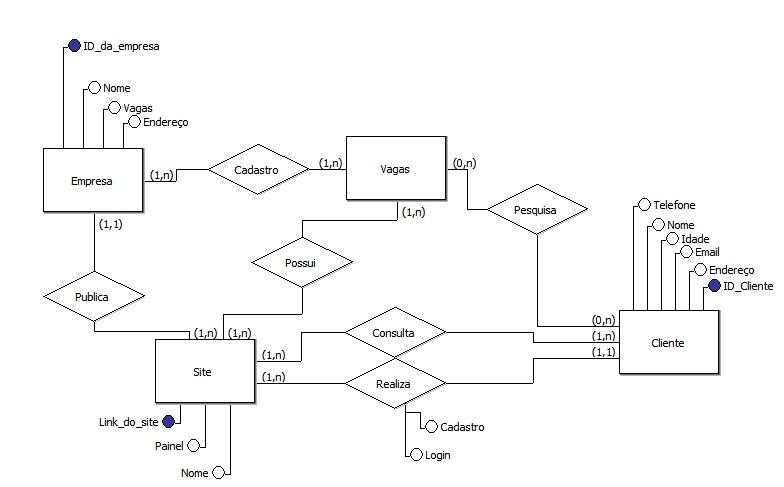 ID_da_empresa
Nome
Vagas
Endereço
Empresa
(1,n)
Cadastro
(1,n)
Vagas
(0,n)
(1,n)
(1,1)
Pesquisa
Telefone
Nome
Idade
Email
Endereço
ID_Cliente
Possui
Publica
(0,n)
(1,n)
(1,n)
Consulta
(1,n)
Cliente
(1,n)
(1,1)
Site
(1,n)
Realiza
Link_do_site
Painel
Nome
Cadastro
Login